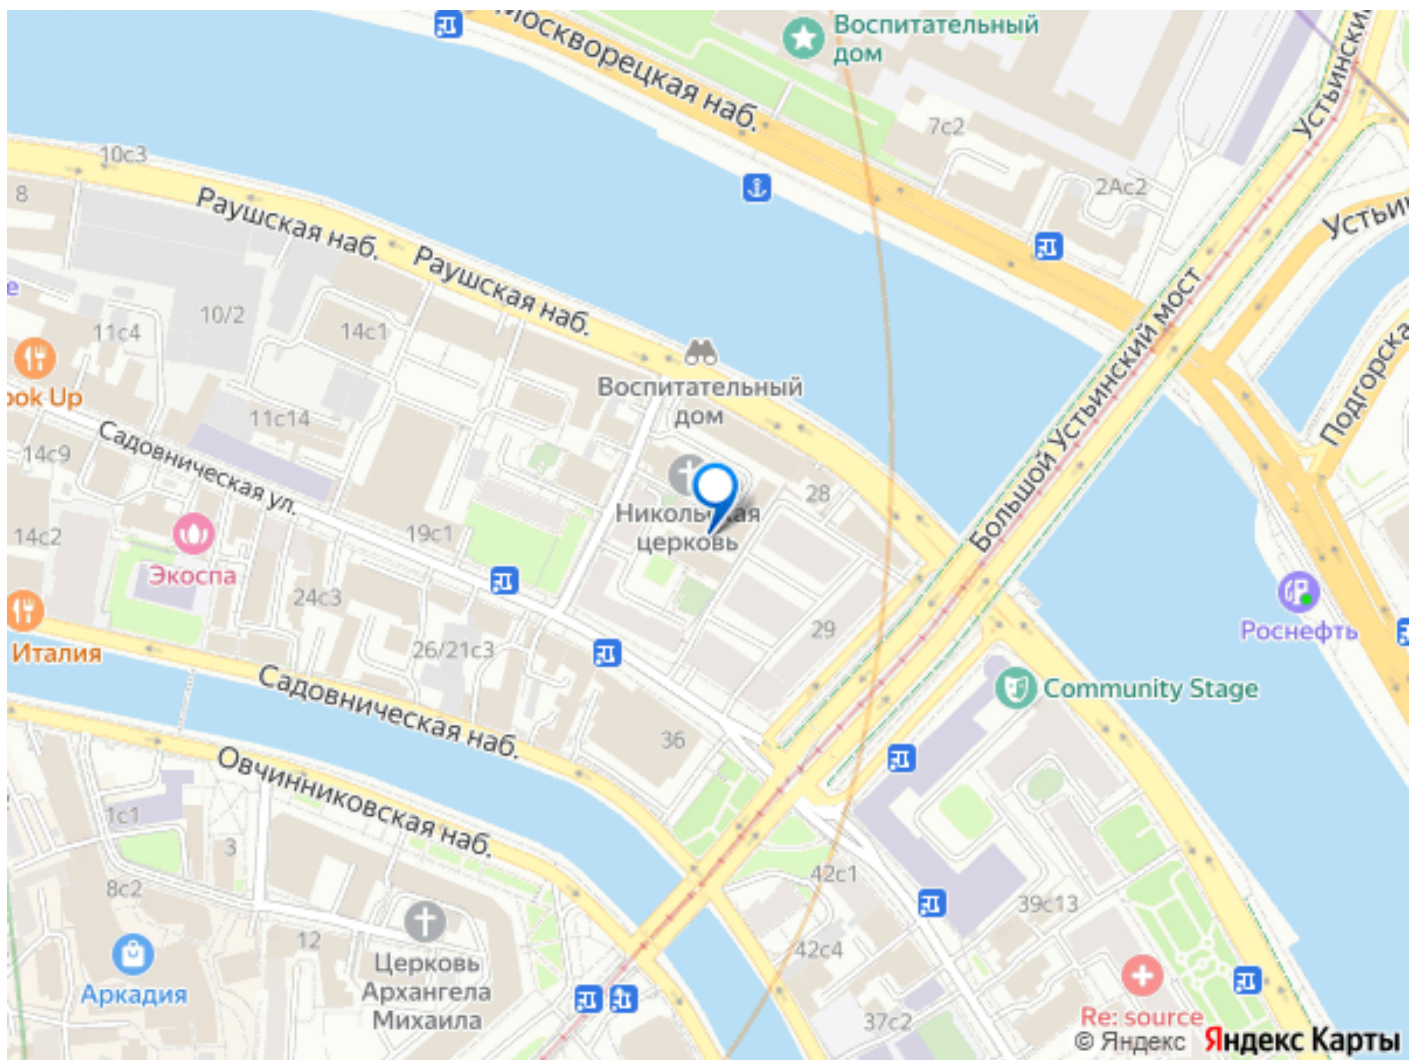 Москворецкая наб.
Воспитательный
дом
Устьинский
7с2
2Ас2
10с3
8
Раушская наб.
Раушская наб.
10/2
14с1
11с4
ook Up
11с14
Воспитательный
дом
Большой Устьинский мост
Подгорска
14с9
Садовническая ул.
28
Никольская
церковь
19с1
14с2
Экоспа
24с3
29
Роснефть
Италия
26/21с3
Садовническая наб.
Community Stage
36
Овчинниковская наб.
1с1
3
8с2
42с1
39с13
12
42с4
Церковь
Архангела
Михаила
Аркадия
37с2
Re: source
© Яндекс Яндекс Карты